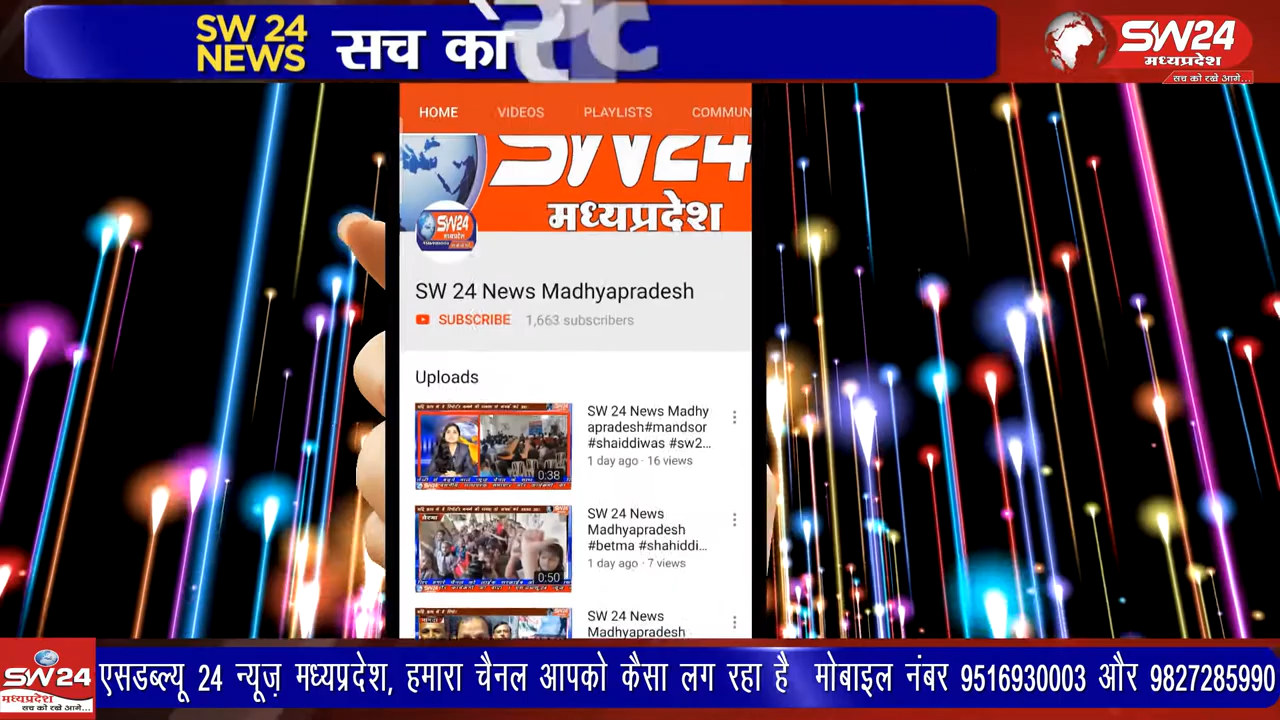 SW 24
NEWS
सच को
SW24
मध्यप्रदेश
सच को रखे आगे...
HOME VIDEOS PLAYLISTS COMMUN
SW24
मध्यप्रदेश
SW24
SW 24 News Madhyapradesh
SUBSCRIBE 1,663 subscribers
Uploads
SW 24 News Madhy
apradesh#mandsor
#shaiddiwas #sw2...
1 day ago · 16 views
0:38
SW 24 News
Madhyapradesh
#betma #shahiddi...
1 day ago · 7 views
0:50
SW 24 News
Madhyapradesh
SW24
मध्यप्रदेश
सच को रखे आगे...
एसडब्ल्यू 24 न्यूज़ मध्यप्रदेश, हमारा चैनल आपको कैसा लग रहा है मोबाइल नंबर 9516930003 और 9827285990